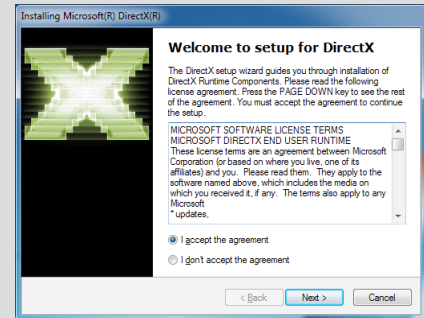 Installing Microsoft(R) DirectX(R)
Welcome to setup for DirectX
The DirectX setup wizard guides you through installation of
DirectX Runtime Components. Please read the following
license agreement. Press the PAGE DOWN key to see the rest
of the agreement. You must accept the agreement to continue
the setup.
MICROSOFT SOFTWARE LICENSE TERMS
MICROSOFT DIRECTX END USER RUNTIME
These license terms are an agreement between Microsoft
Corporation (or based on where you live, one of its
affiliates) and you. Please read them. They apply to the
software named above, which includes the media on
which you received it, if any. The terms also apply to any
Microsoft
* updates,
I accept the agreement
I don't accept the agreement
< Back Next > Cancel